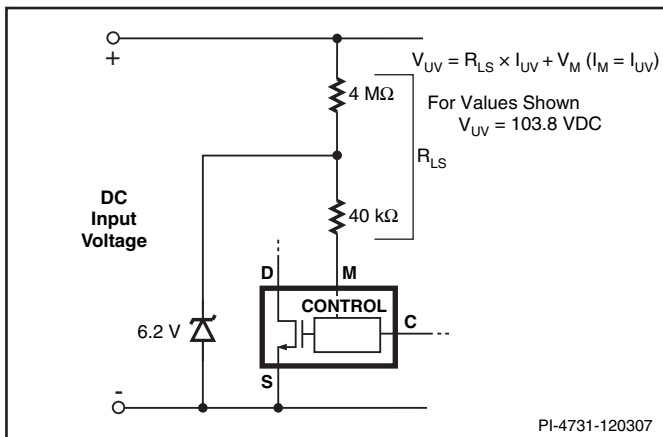 +
V_UV = R_LS × I_UV + V_M (I_M = I_UV)
4 MΩ
For Values Shown
V_UV = 103.8 VDC
R_LS
DC
Input
Voltage
40 kΩ
D
M
CONTROL
C
6.2 V
S
-
PI-4731-120307